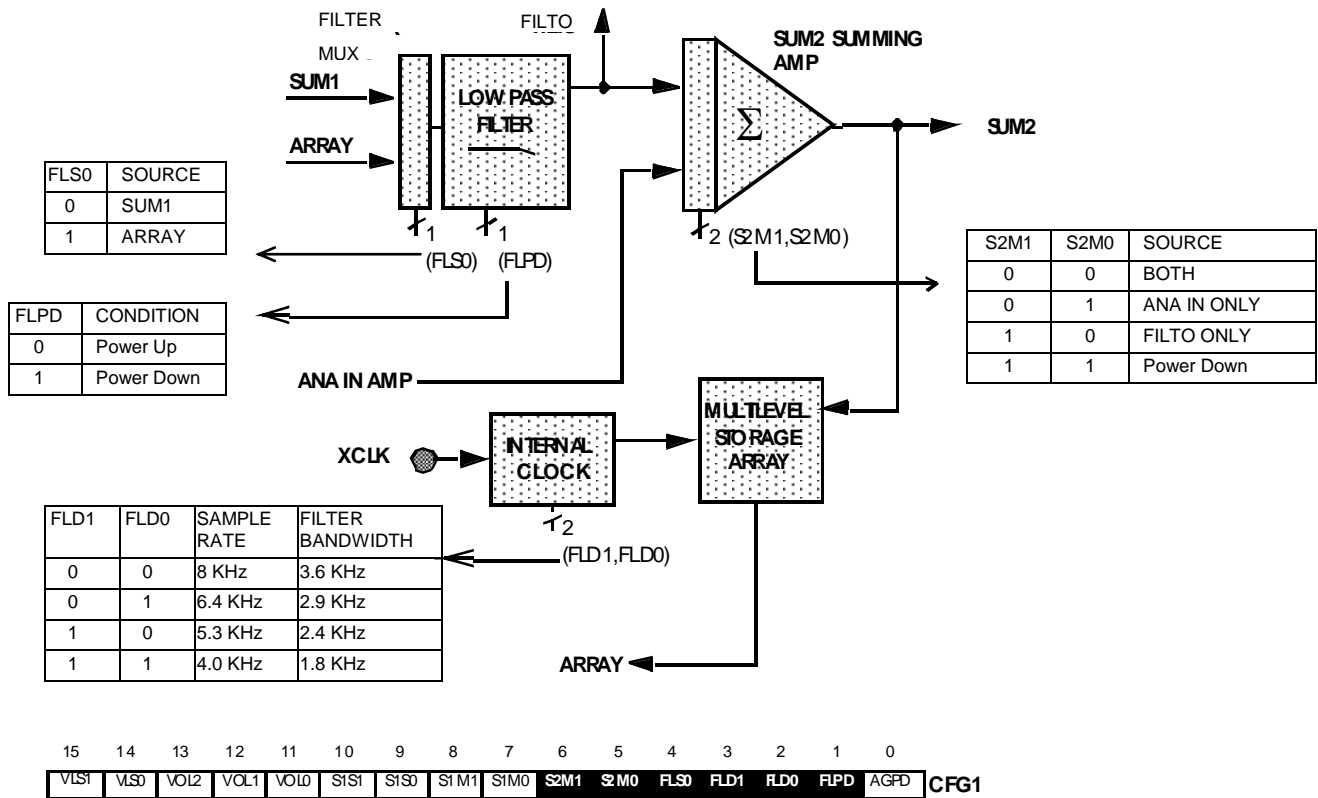 FILTER
MUX
FILTO
SUM2 SUMMING
AMP
SUM1
ARRAY
LOW PASS
FILTER
Σ
SUM2
FLS0 SOURCE
0 SUM1
1 ARRAY
1
(FLS0)
1
(FLPD)
2 (S2M1,S2M0)
S2M1 S2M0 SOURCE
0 0 BOTH
0 1 ANA IN ONLY
1 0 FILTO ONLY
1 1 Power Down
FLPD CONDITION
0 Power Up
1 Power Down
ANA IN AMP
XCLK
INTERNAL
CLOCK
MULTILEVEL
STORAGE
ARRAY
2
(FLD1,FLD0)
FLD1 FLD0 SAMPLE RATE FILTER BANDWIDTH
0 0 8 KHz 3.6 KHz
0 1 6.4 KHz 2.9 KHz
1 0 5.3 KHz 2.4 KHz
1 1 4.0 KHz 1.8 KHz
ARRAY
15 14 13 12 11 10 9 8 7 6 5 4 3 2 1 0
VLS1 VLS0 VOL2 VOL1 VOL0 S1S1 S1S0 S1M1 S1M0 S2M1 S2M0 FLS0 FLD1 FLD0 FLPD AGPD CFG1